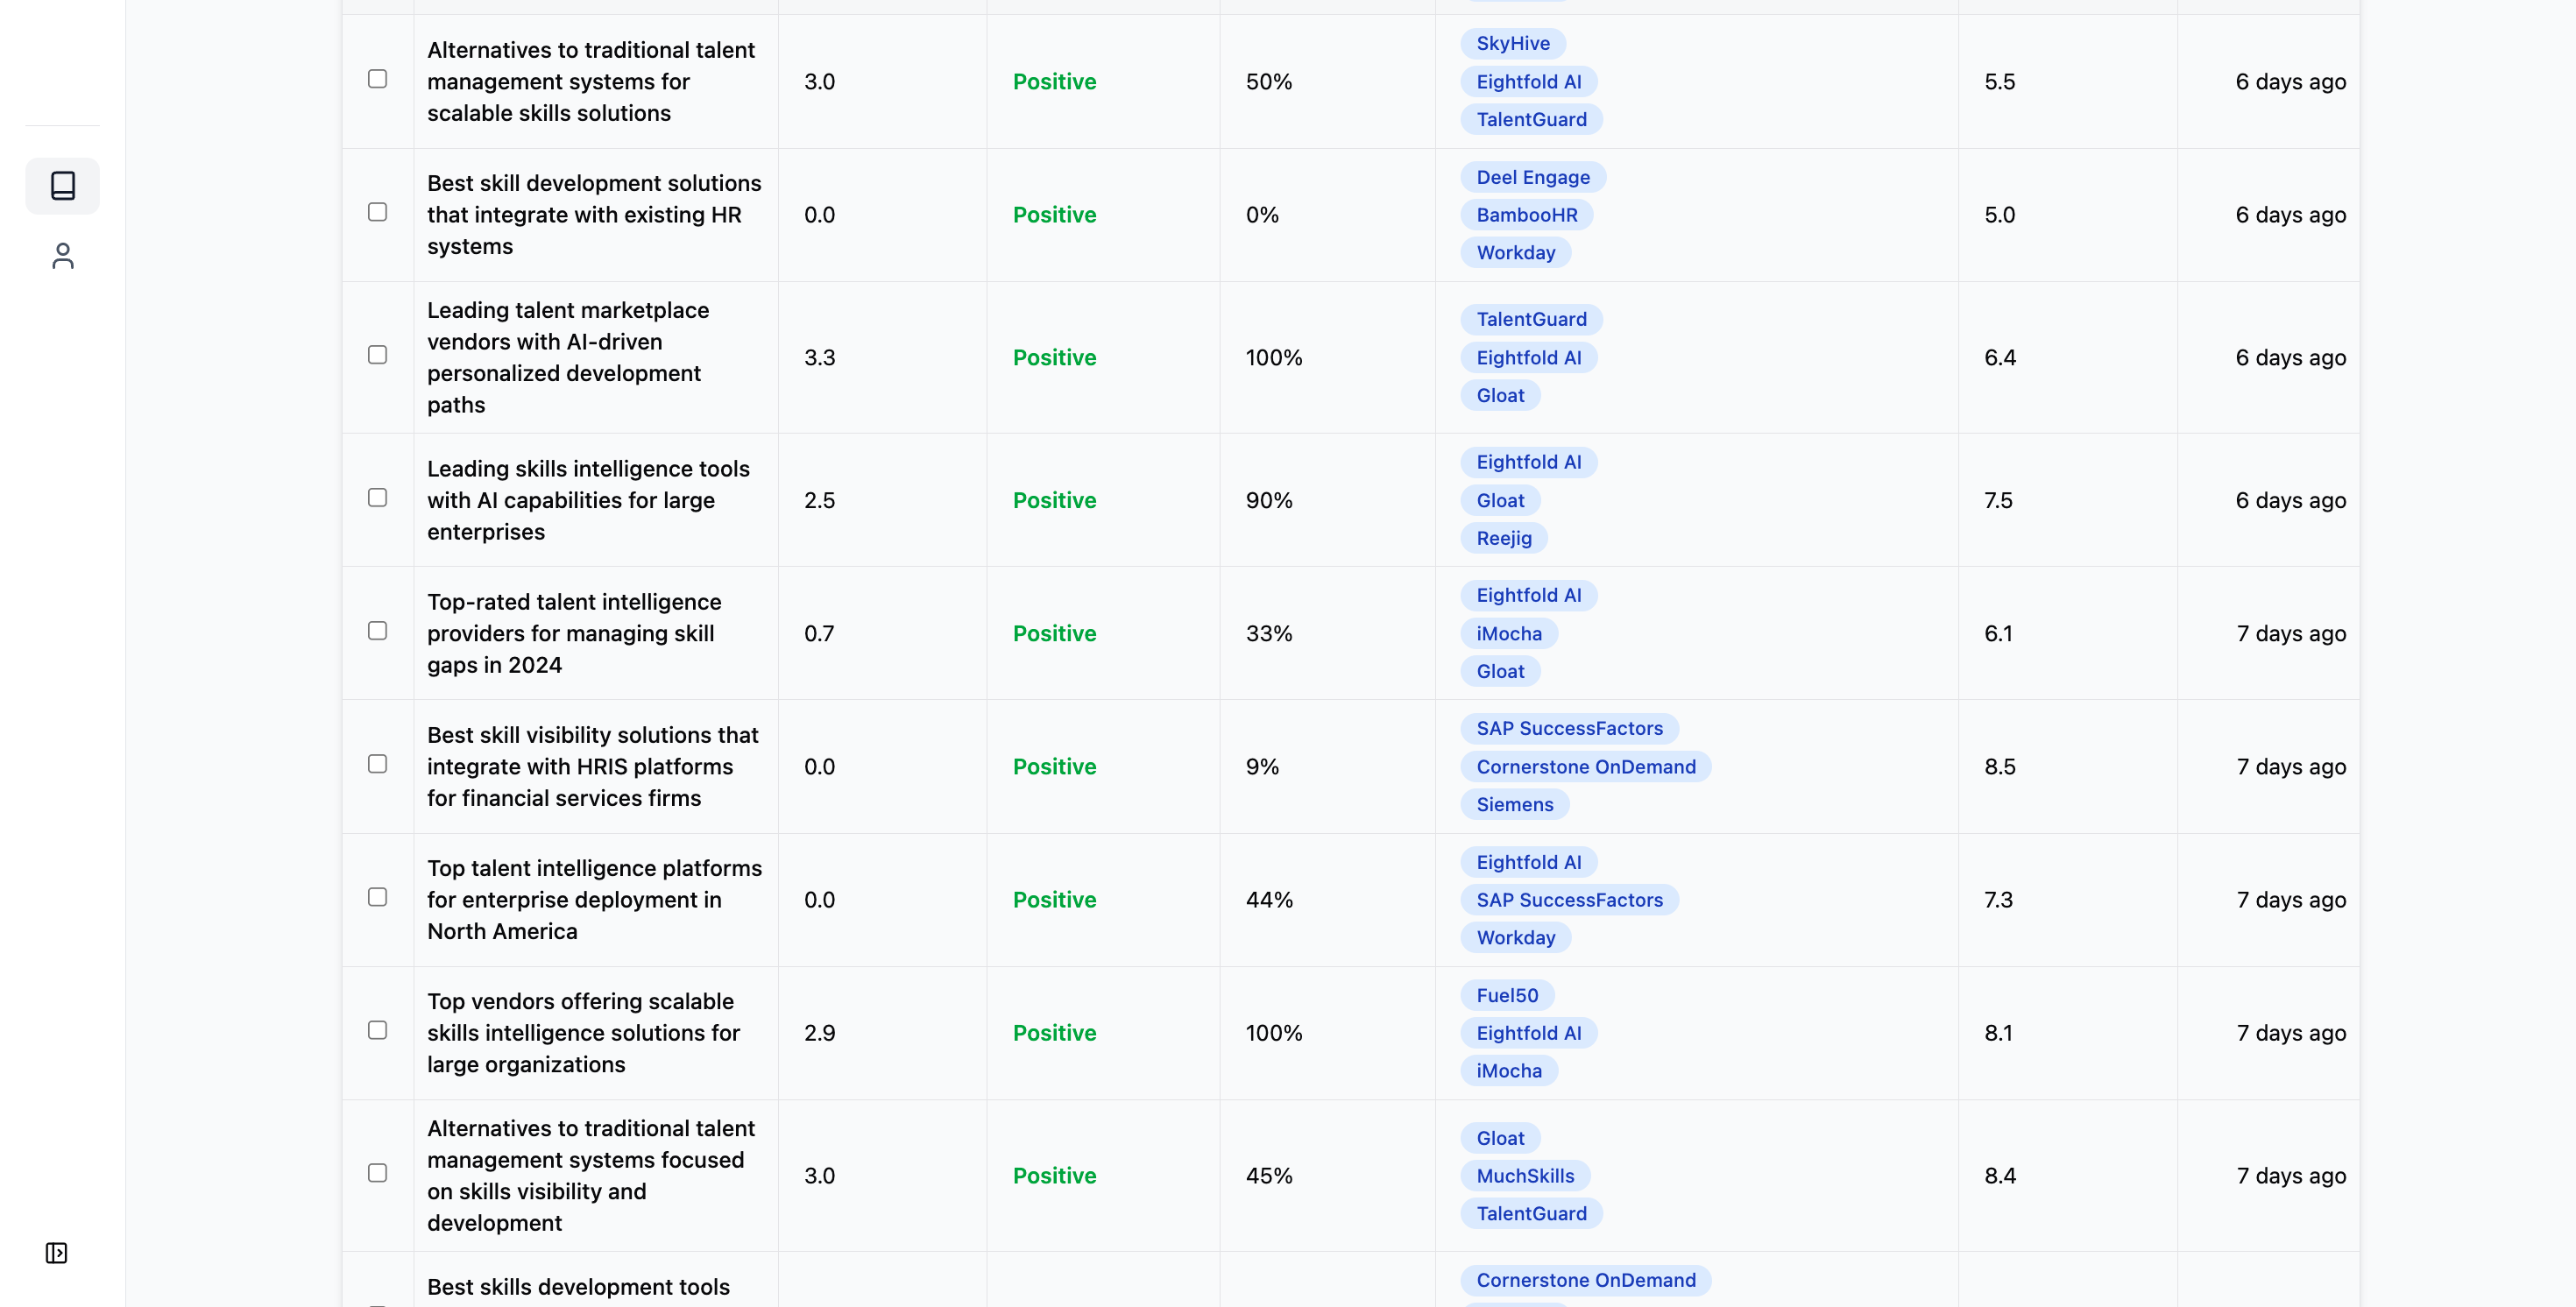 Alternatives to traditional talent
management systems for
scalable skills solutions
3.0
Positive
50%
SkyHive
Eightfold AI
TalentGuard
5.5
6 days ago
Best skill development solutions
that integrate with existing HR
systems
0.0
Positive
0%
Deel Engage
BambooHR
Workday
5.0
6 days ago
Leading talent marketplace
vendors with AI-driven
personalized development
paths
3.3
Positive
100%
TalentGuard
Eightfold AI
Gloat
6.4
6 days ago
Leading skills intelligence tools
with AI capabilities for large
enterprises
2.5
Positive
90%
Eightfold AI
Gloat
Reejig
7.5
6 days ago
Top-rated talent intelligence
providers for managing skill
gaps in 2024
0.7
Positive
33%
Eightfold AI
iMocha
Gloat
6.1
7 days ago
Best skill visibility solutions that
integrate with HRIS platforms
for financial services firms
0.0
Positive
9%
SAP SuccessFactors
Cornerstone OnDemand
Siemens
8.5
7 days ago
Top talent intelligence platforms
for enterprise deployment in
North America
0.0
Positive
44%
Eightfold AI
SAP SuccessFactors
Workday
7.3
7 days ago
Top vendors offering scalable
skills intelligence solutions for
large organizations
2.9
Positive
100%
Fuel50
Eightfold AI
iMocha
8.1
7 days ago
Alternatives to traditional talent
management systems focused
on skills visibility and
development
3.0
Positive
45%
Gloat
MuchSkills
TalentGuard
8.4
7 days ago
Best skills development tools
Cornerstone OnDemand